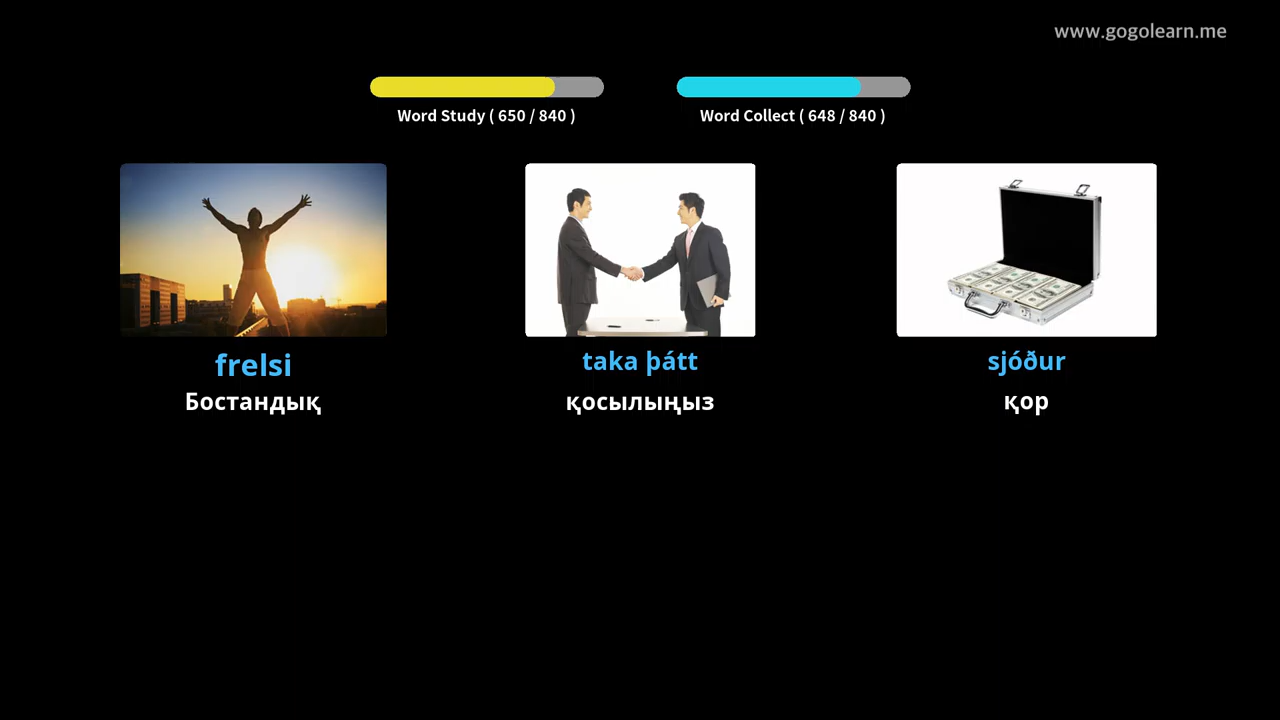 www.gogolearn.me
Word Study ( 650 / 840 )
Word Collect ( 648 / 840 )
frelsi
Бостандық
taka þátt
қосылыңыз
sjóður
қор